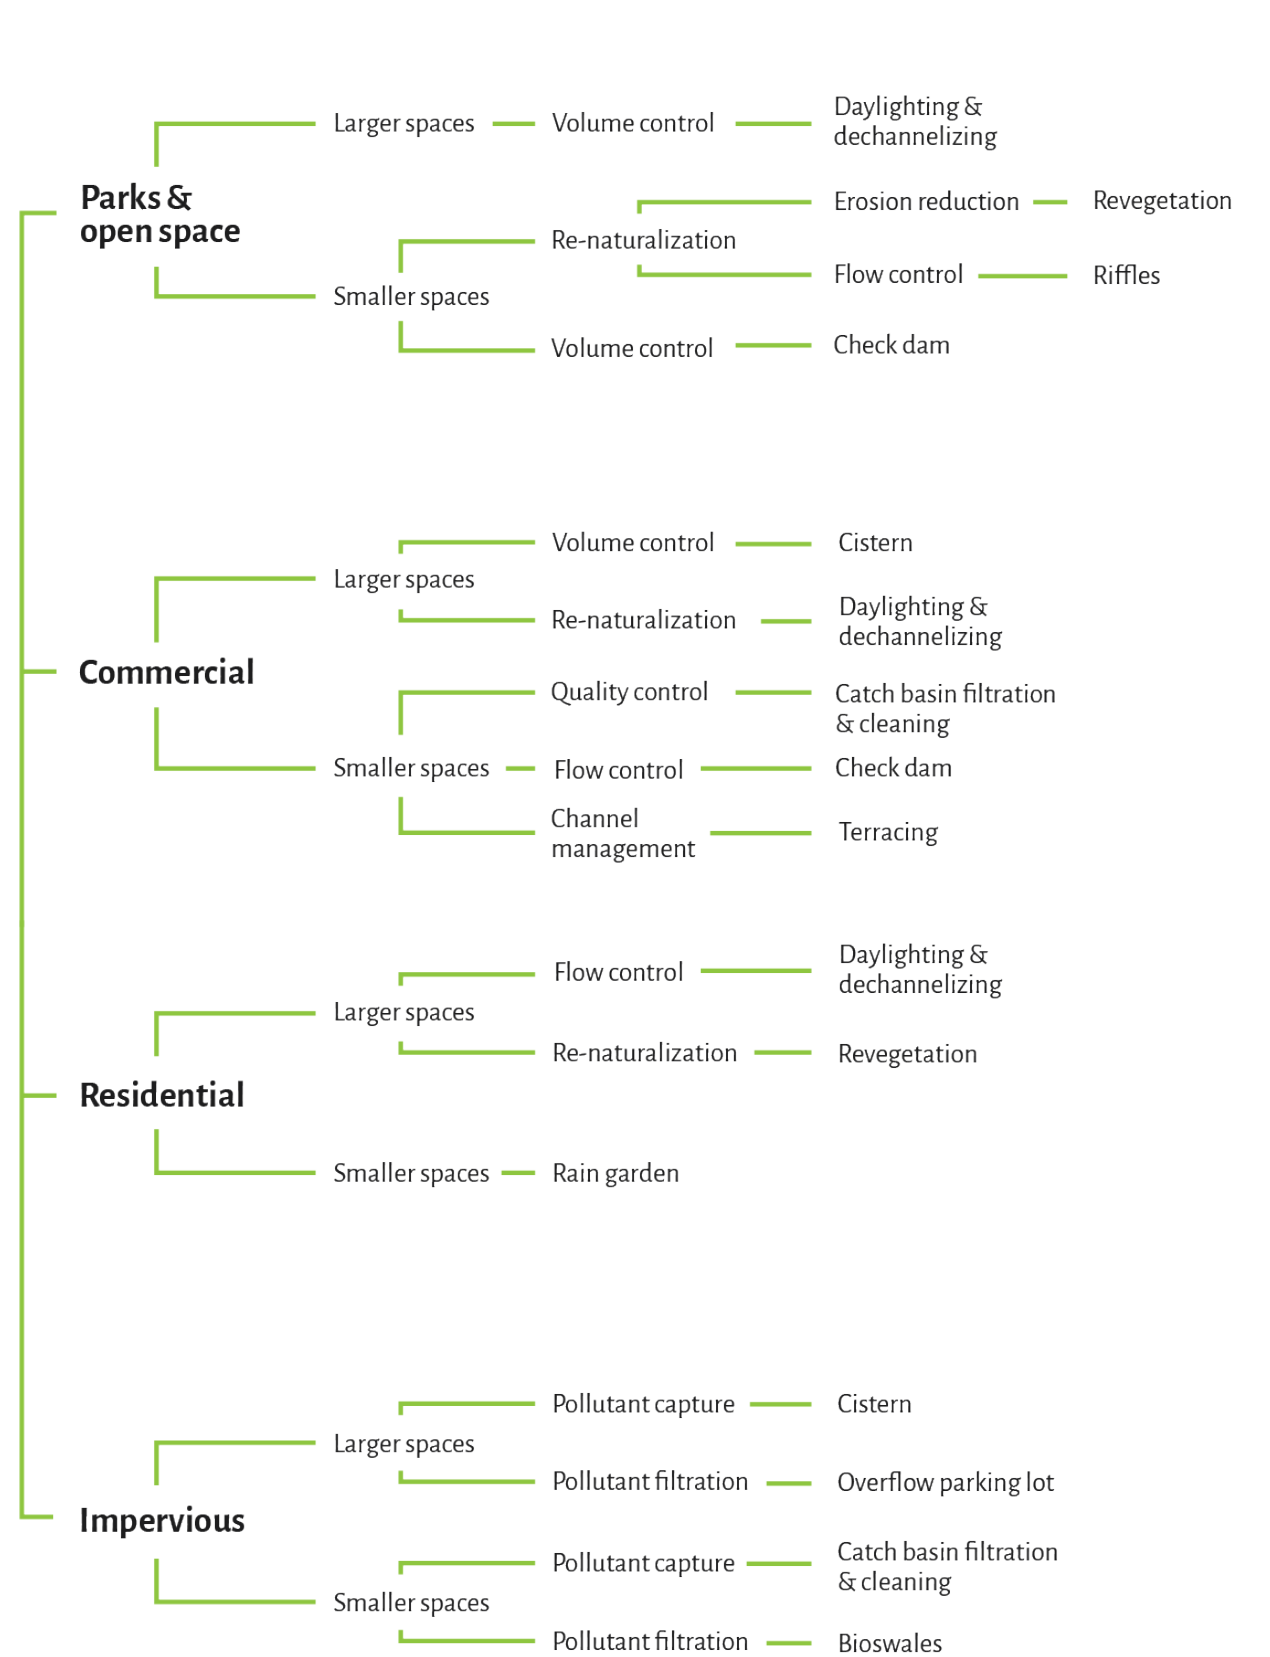 Larger spaces
Volume control
Daylighting &
dechannelizing
Parks &
open space
Erosion reduction
Revegetation
Re-naturalization
Flow control
Riffles
Smaller spaces
Volume control
Check dam
Volume control
Cistern
Larger spaces
Re-naturalization
Daylighting &
dechannelizing
Commercial
Quality control
Catch basin filtration
& cleaning
Smaller spaces
Flow control
Check dam
Channel
management
Terracing
Flow control
Daylighting &
dechannelizing
Larger spaces
Re-naturalization
Revegetation
Residential
Smaller spaces
Rain garden
Pollutant capture
Cistern
Larger spaces
Pollutant filtration
Overflow parking lot
Impervious
Pollutant capture
Catch basin filtration
& cleaning
Smaller spaces
Pollutant filtration
Bioswales